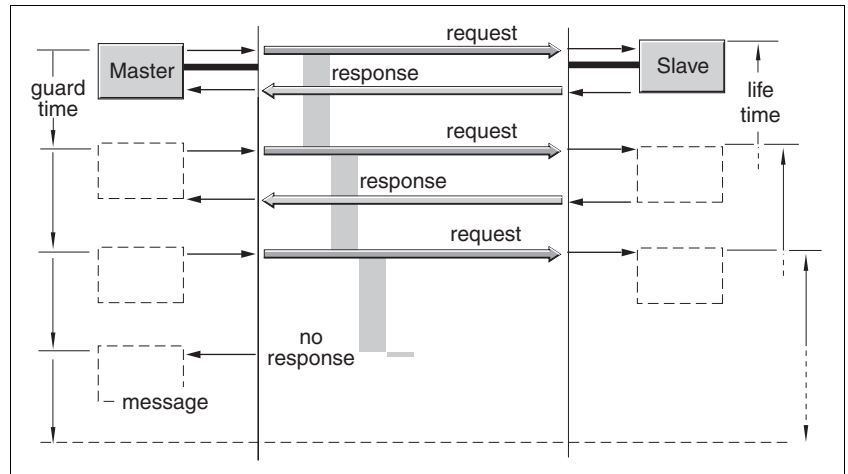 request
Master
Slave
response
guard
time
life
time
request
response
request
no
response
message